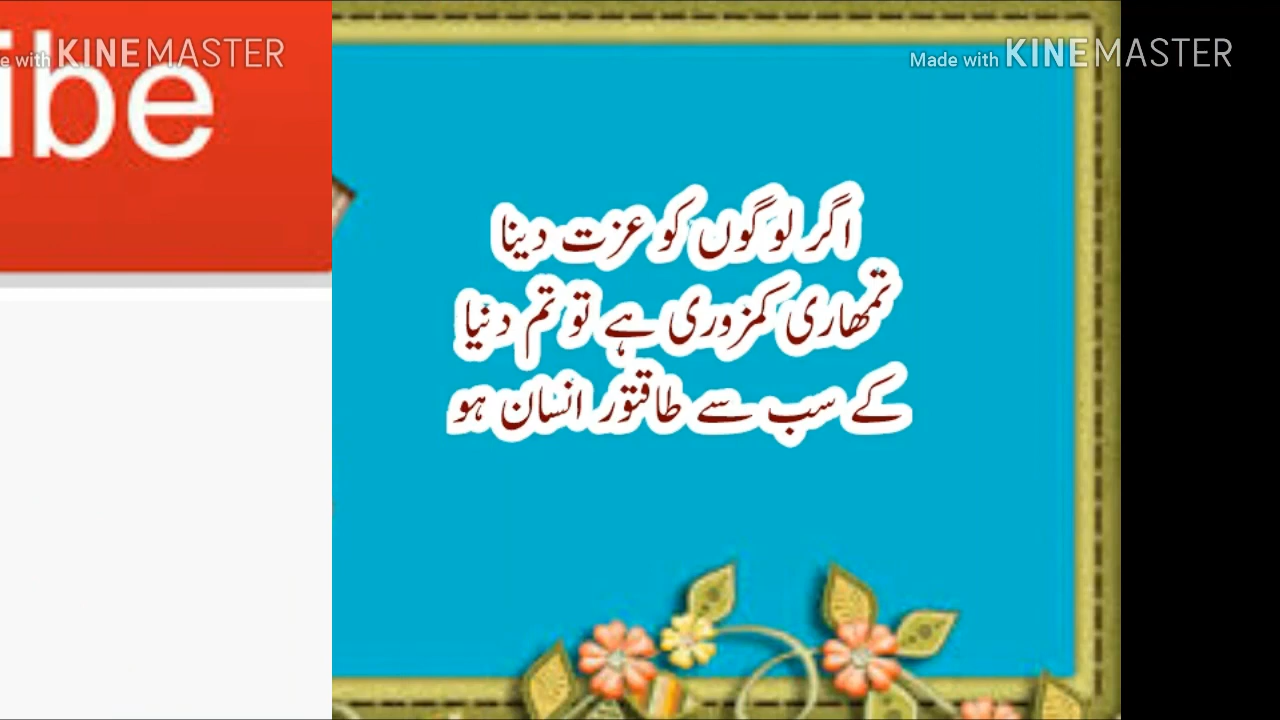 ibe
e with KINEMASTER
Made with KINEMASTER
اگر لوگوں کو عزت دینا
تمھاری کمزوری ہے تو تم دنیا
کے سب سے طاقتور انسان ہو